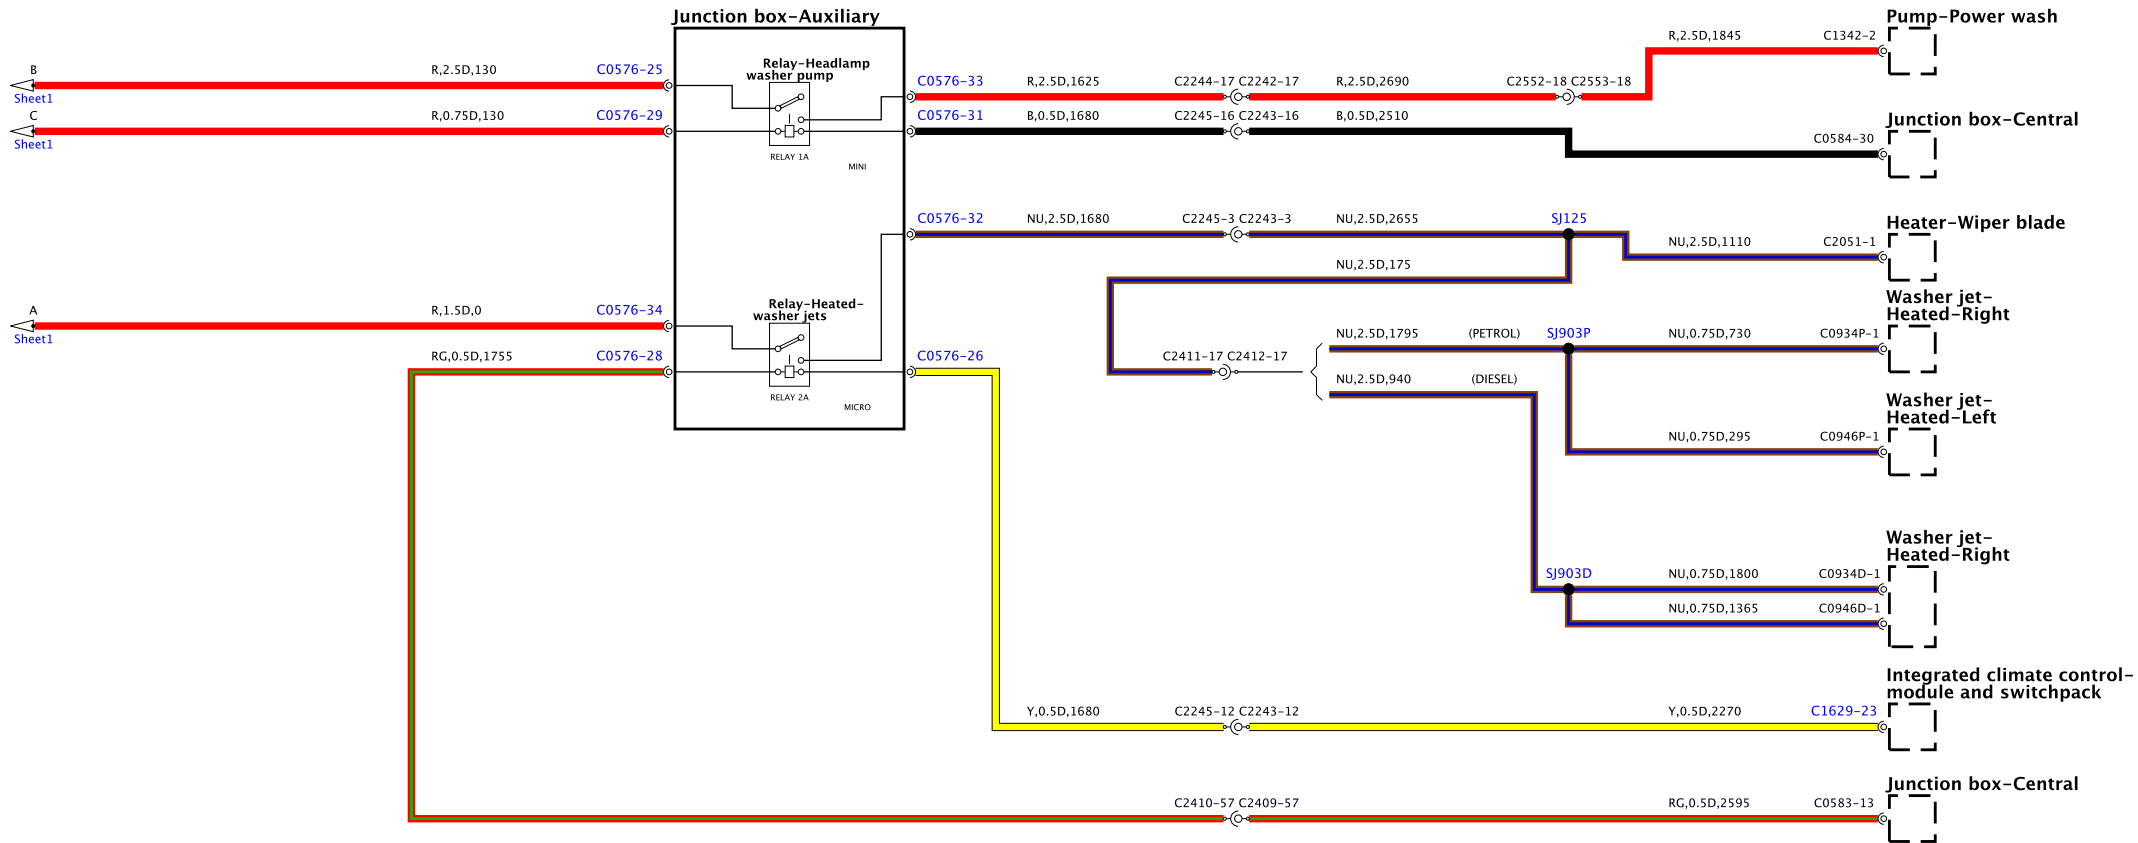 Junction box-Auxiliary
Pump-Power wash
B
R,2.5D,130
C0576-25
Sheet1
Relay-Headlamp
washer pump
C0576-33
R,2.5D,1625
C2244-17 C2242-17
R,2.5D,2690
C2552-18 C2553-18
R,2.5D,1845
C1342-2
C
R,0.75D,130
C0576-29
Sheet1
RELAY 1A
MINI
C0576-31
B,0.5D,1680
C2245-16 C2243-16
B,0.5D,2510
Junction box-Central
C0584-30
C0576-32
NU,2.5D,1680
C2245-3 C2243-3
NU,2.5D,2655
SJ125
Heater-Wiper blade
NU,2.5D,1110
C2051-1
NU,2.5D,175
A
R,1.5D,0
C0576-34
Sheet1
Relay-Heated-
washer jets
Washer jet-
Heated-Right
NU,2.5D,1795
(PETROL)
SJ903P
NU,0.75D,730
C0934P-1
RG,0.5D,1755
C0576-28
C0576-26
C2411-17 C2412-17
NU,2.5D,940
(DIESEL)
RELAY 2A
MICRO
Washer jet-
Heated-Left
NU,0.75D,295
C0946P-1
Washer jet-
Heated-Right
SJ903D
NU,0.75D,1800
C0934D-1
NU,0.75D,1365
C0946D-1
Integrated climate control-
module and switchpack
Y,0.5D,1680
C2245-12 C2243-12
Y,0.5D,2270
C1629-23
Junction box-Central
C2410-57 C2409-57
RG,0.5D,2595
C0583-13